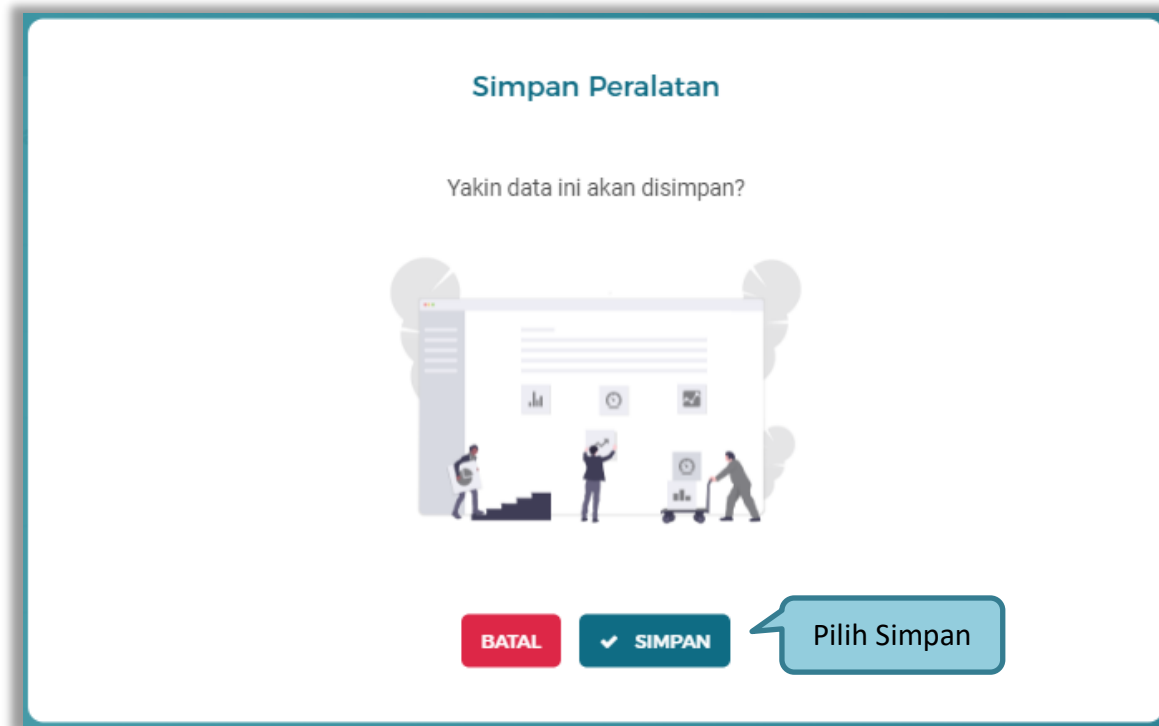 Simpan Peralatan
Yakin data ini akan disimpan?
BATAL
SIMPAN
Pilih Simpan